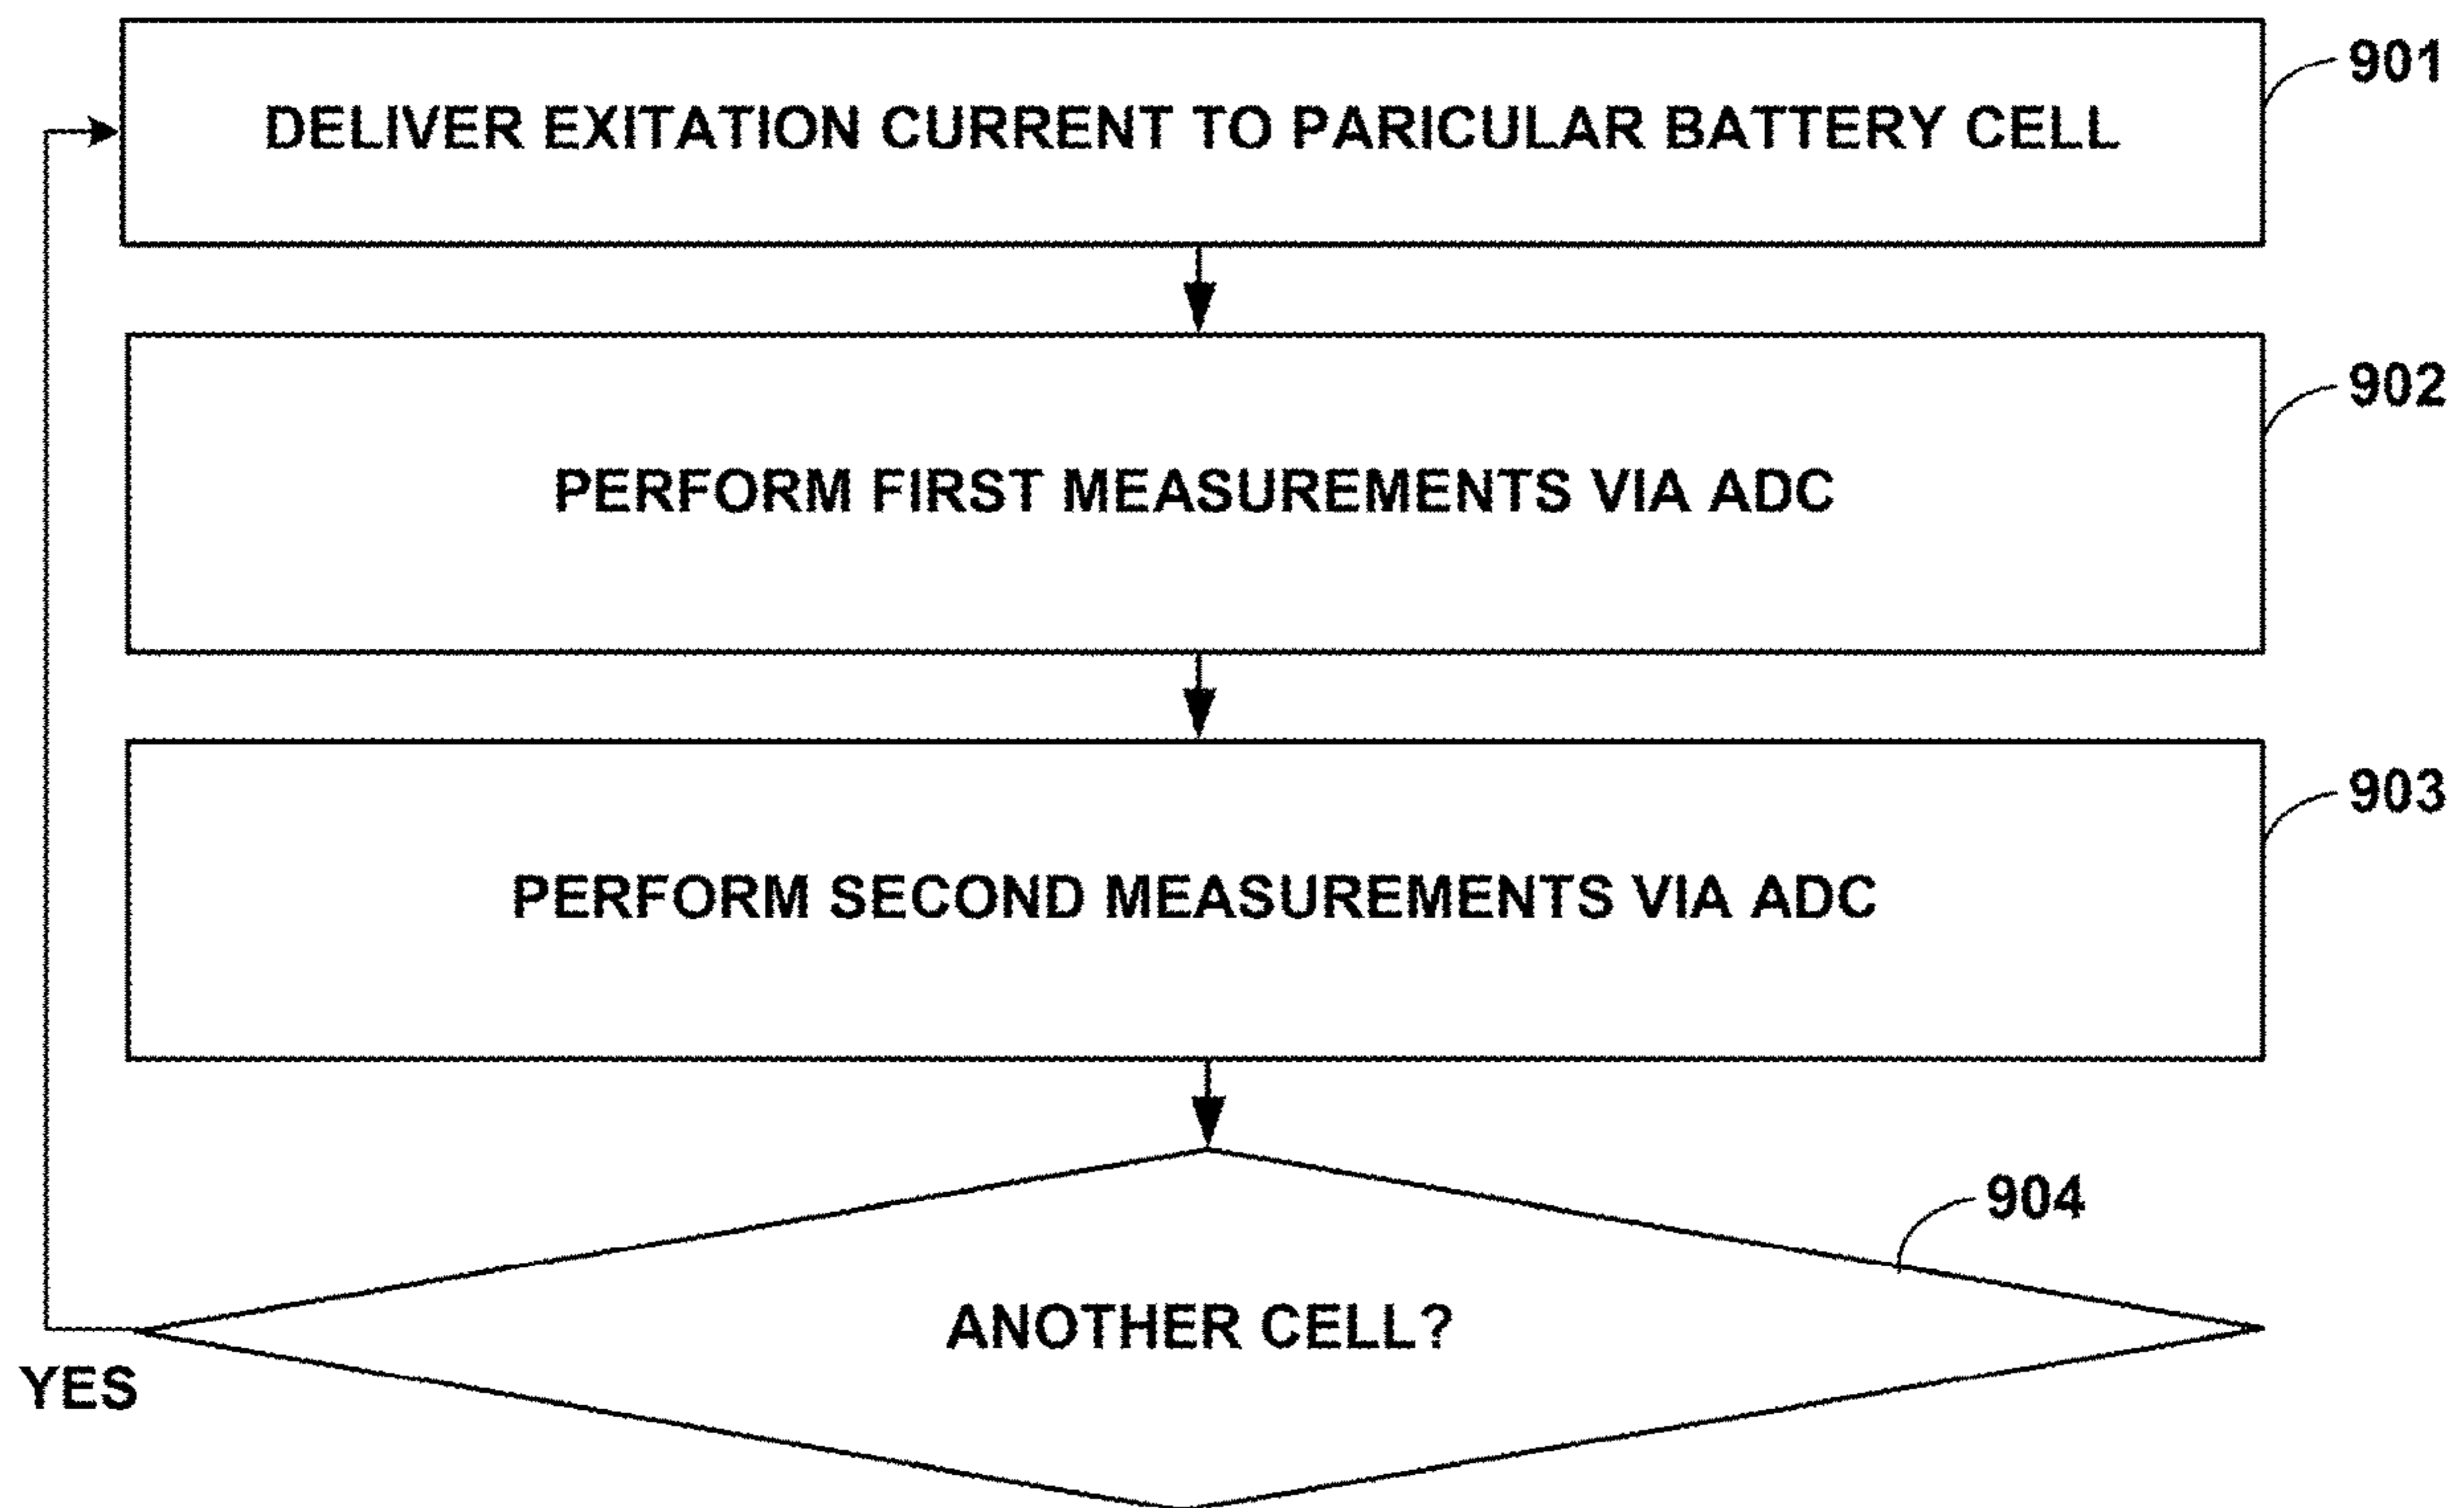 DELIVER EXITATION CURRENT TO PARICULAR BATTERY CELL
901
PERFORM FIRST MEASUREMENTS VIA ADC
902
PERFORM SECOND MEASUREMENTS VIA ADC
903
904
ANOTHER CELL?
YES